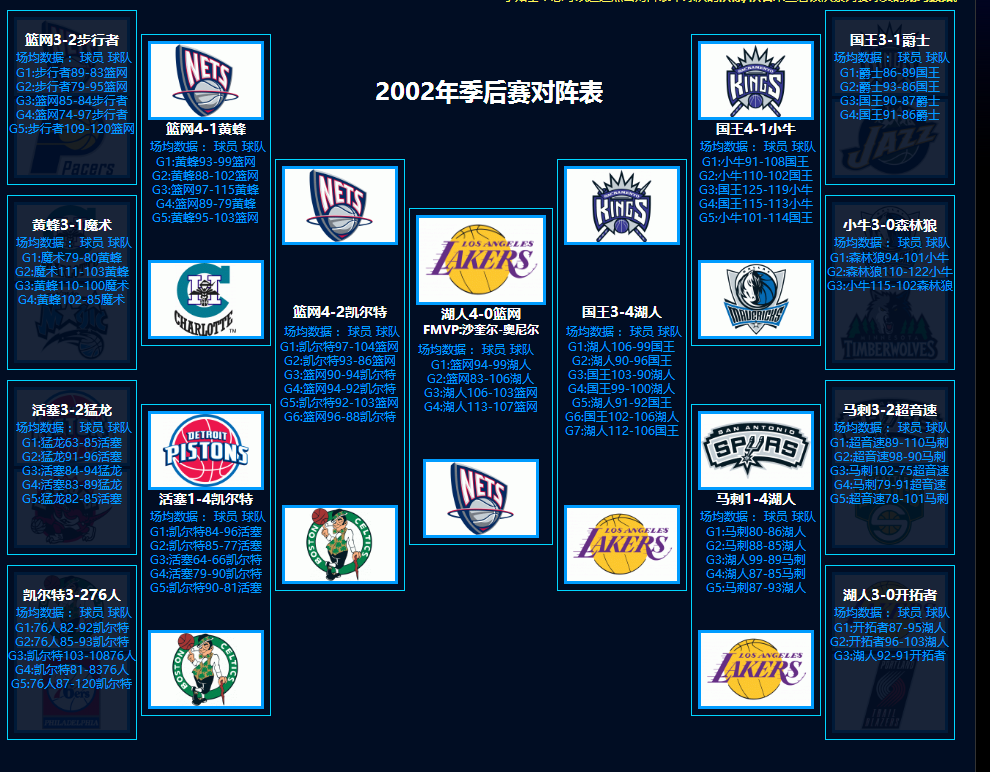 篮网3-2步行者
场均数据： 球员 球队
G1:步行者89-83篮网
G2:步行者79-95篮网
G3:篮网85-84步行者
G4:篮网74-97步行者
G5:步行者109-120篮网
Pacers
黄蜂3-1魔术
场均数据： 球员 球队
G1:魔术79-80黄蜂
G2:魔术111-103黄蜂
G3:黄蜂110-100魔术
G4:黄蜂102-85魔术
活塞3-2猛龙
场均数据： 球员 球队
G1:猛龙63-85活塞
G2:猛龙91-96活塞
G3:活塞84-94猛龙
G4:活塞83-89猛龙
G5:猛龙82-85活塞
凯尔特3-276人
场均数据： 球员 球队
G1:76人82-92凯尔特
G2:76人85-93凯尔特
G3:凯尔特103-10876人
G4:凯尔特81-8376人
G5:76人87-120凯尔特
PHILADELPHIA
NETS
篮网4-1黄蜂
场均数据： 球员 球队
G1:黄蜂93-99篮网
G2:黄蜂88-102篮网
G3:篮网97-115黄蜂
G4:篮网89-79黄蜂
G5:黄蜂95-103篮网
CHARLOTTE
DETROIT
PISTONS
活塞1-4凯尔特
场均数据： 球员 球队
G1:凯尔特84-96活塞
G2:凯尔特85-77活塞
G3:活塞64-66凯尔特
G4:活塞79-90凯尔特
G5:凯尔特90-81活塞
BOSTON CELTICS
2002年季后赛对阵表
NETS
篮网4-2凯尔特
场均数据： 球员 球队
G1:凯尔特97-104篮网
G2:凯尔特93-86篮网
G3:篮网90-94凯尔特
G4:篮网94-92凯尔特
G5:凯尔特92-103篮网
G6:篮网96-88凯尔特
BOSTON CELTICS
LOS ANGELES
LAKERS
湖人4-0篮网
FMVP:沙奎尔-奥尼尔
场均数据： 球员 球队
G1:篮网94-99湖人
G2:篮网83-106湖人
G3:湖人106-103篮网
G4:湖人113-107篮网
NETS
SACRAMENTO
KINGS
国王3-4湖人
场均数据： 球员 球队
G1:湖人106-99国王
G2:湖人90-96国王
G3:国王103-90湖人
G4:国王99-100湖人
G5:湖人91-92国王
G6:国王102-106湖人
G7:湖人112-106国王
LOS ANGELES
LAKERS
SACRAMENTO
KINGS
国王4-1小牛
场均数据： 球员 球队
G1:小牛91-108国王
G2:小牛110-102国王
G3:国王125-119小牛
G4:国王115-113小牛
G5:小牛101-114国王
DALLAS
MAVERICKS
SAN ANTONIO
SPURS
马刺1-4湖人
场均数据： 球员 球队
G1:马刺80-86湖人
G2:马刺88-85湖人
G3:湖人99-89马刺
G4:湖人87-85马刺
G5:马刺87-93湖人
LOS ANGELES
LAKERS
国王3-1爵士
场均数据： 球员 球队
G1:爵士86-89国王
G2:爵士93-86国王
G3:国王90-87爵士
G4:国王91-86爵士
JAZZ
小牛3-0森林狼
场均数据： 球员 球队
G1:森林狼94-101小牛
G2:森林狼110-122小牛
G3:小牛115-102森林狼
MINNESOTA
TIMBERWOLVES
马刺3-2超音速
场均数据： 球员 球队
G1:超音速89-110马刺
G2:超音速98-90马刺
G3:马刺102-75超音速
G4:马刺79-91超音速
G5:超音速78-101马刺
湖人3-0开拓者
场均数据： 球员 球队
G1:开拓者87-95湖人
G2:开拓者96-103湖人
G3:湖人92-91开拓者